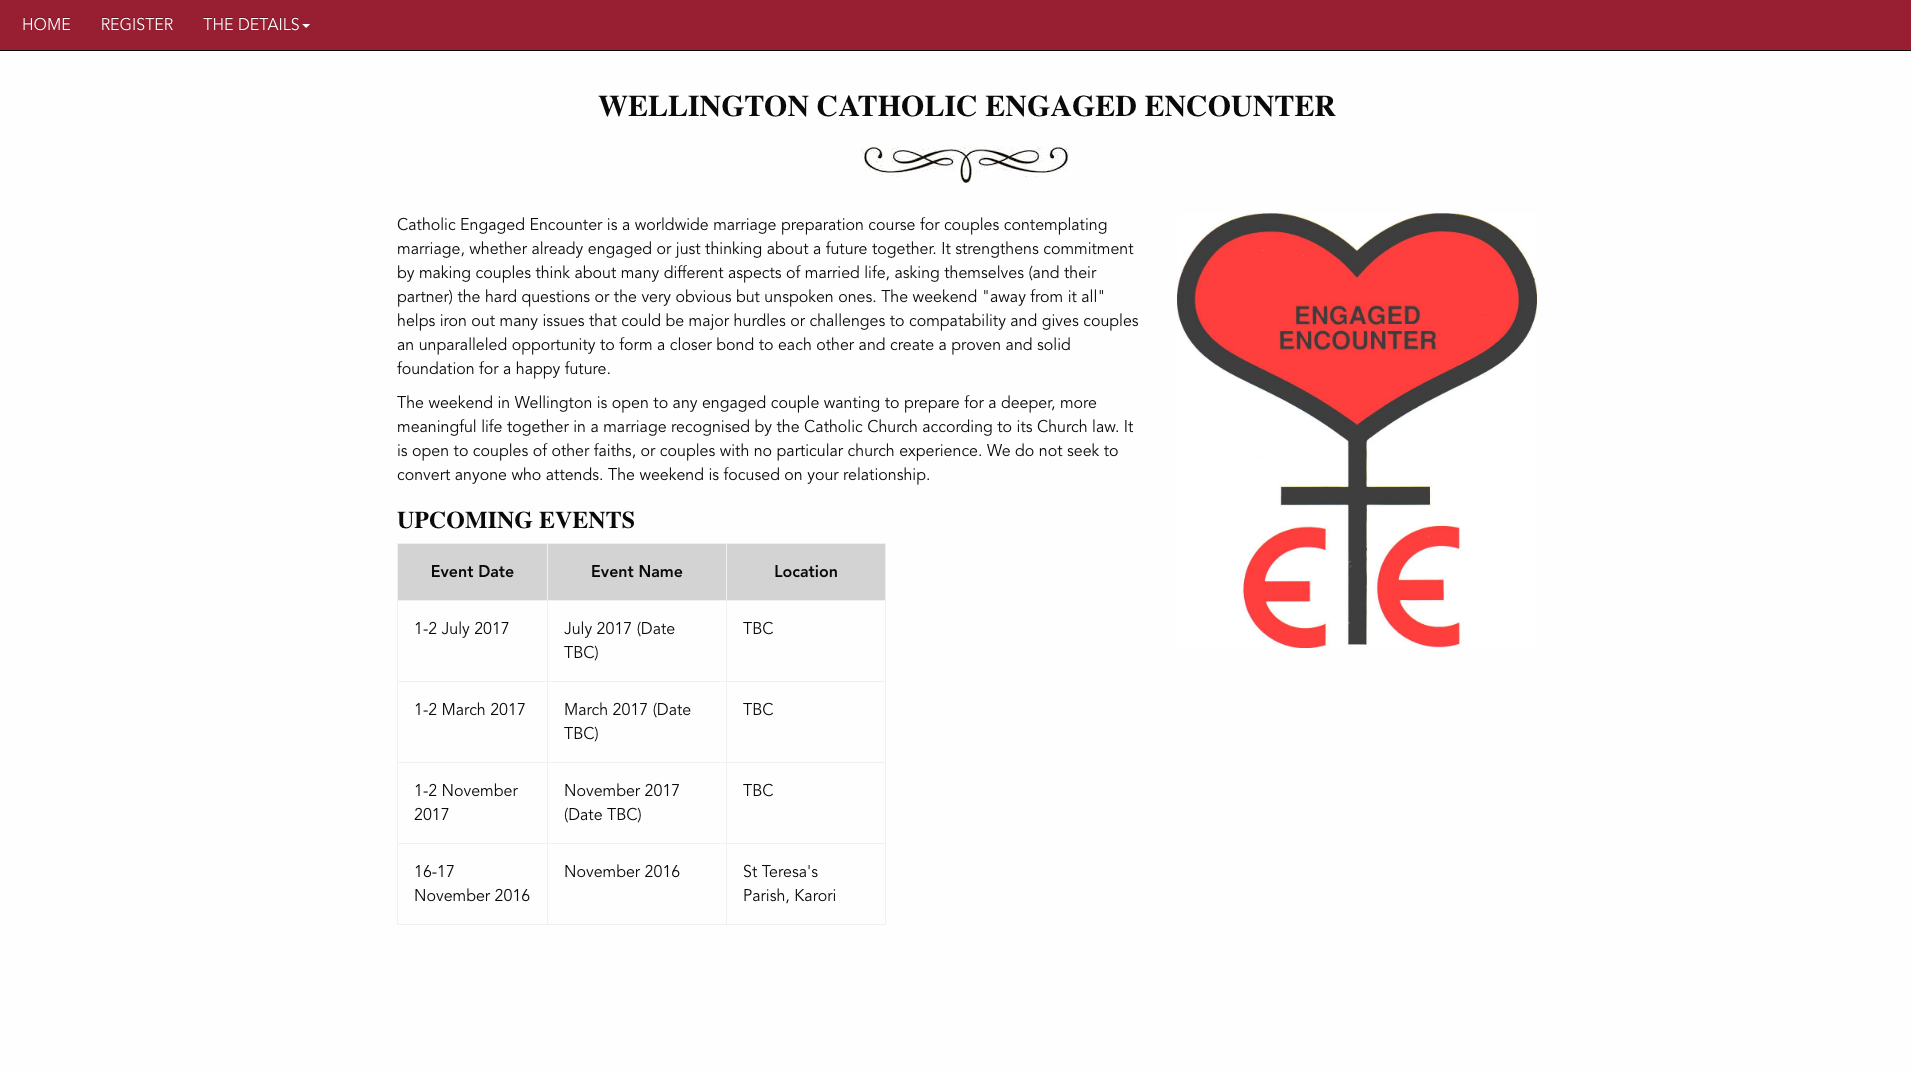 HOME REGISTER THE DETAILS
WELLINGTON CATHOLIC ENGAGED ENCOUNTER
Catholic Engaged Encounter is a worldwide marriage preparation course for couples contemplating
marriage, whether already engaged or just thinking about a future together. It strengthens commitment
by making couples think about many different aspects of married life, asking themselves (and their
partner) the hard questions or the very obvious but unspoken ones. The weekend "away from it all"
helps iron out many issues that could be major hurdles or challenges to compatability and gives couples
an unparalleled opportunity to form a closer bond to each other and create a proven and solid
foundation for a happy future.
The weekend in Wellington is open to any engaged couple wanting to prepare for a deeper, more
meaningful life together in a marriage recognised by the Catholic Church according to its Church law. It
is open to couples of other faiths, or couples with no particular church experience. We do not seek to
convert anyone who attends. The weekend is focused on your relationship.
ENGAGED
ENCOUNTER
E E
UPCOMING EVENTS
Event Date Event Name Location
1-2 July 2017 July 2017 (Date TBC
TBC)
1-2 March 2017 March 2017 (Date TBC
TBC)
1-2 November November 2017 TBC
2017 (Date TBC)
16-17 November 2016 St Teresa's
November 2016 Parish, Karori